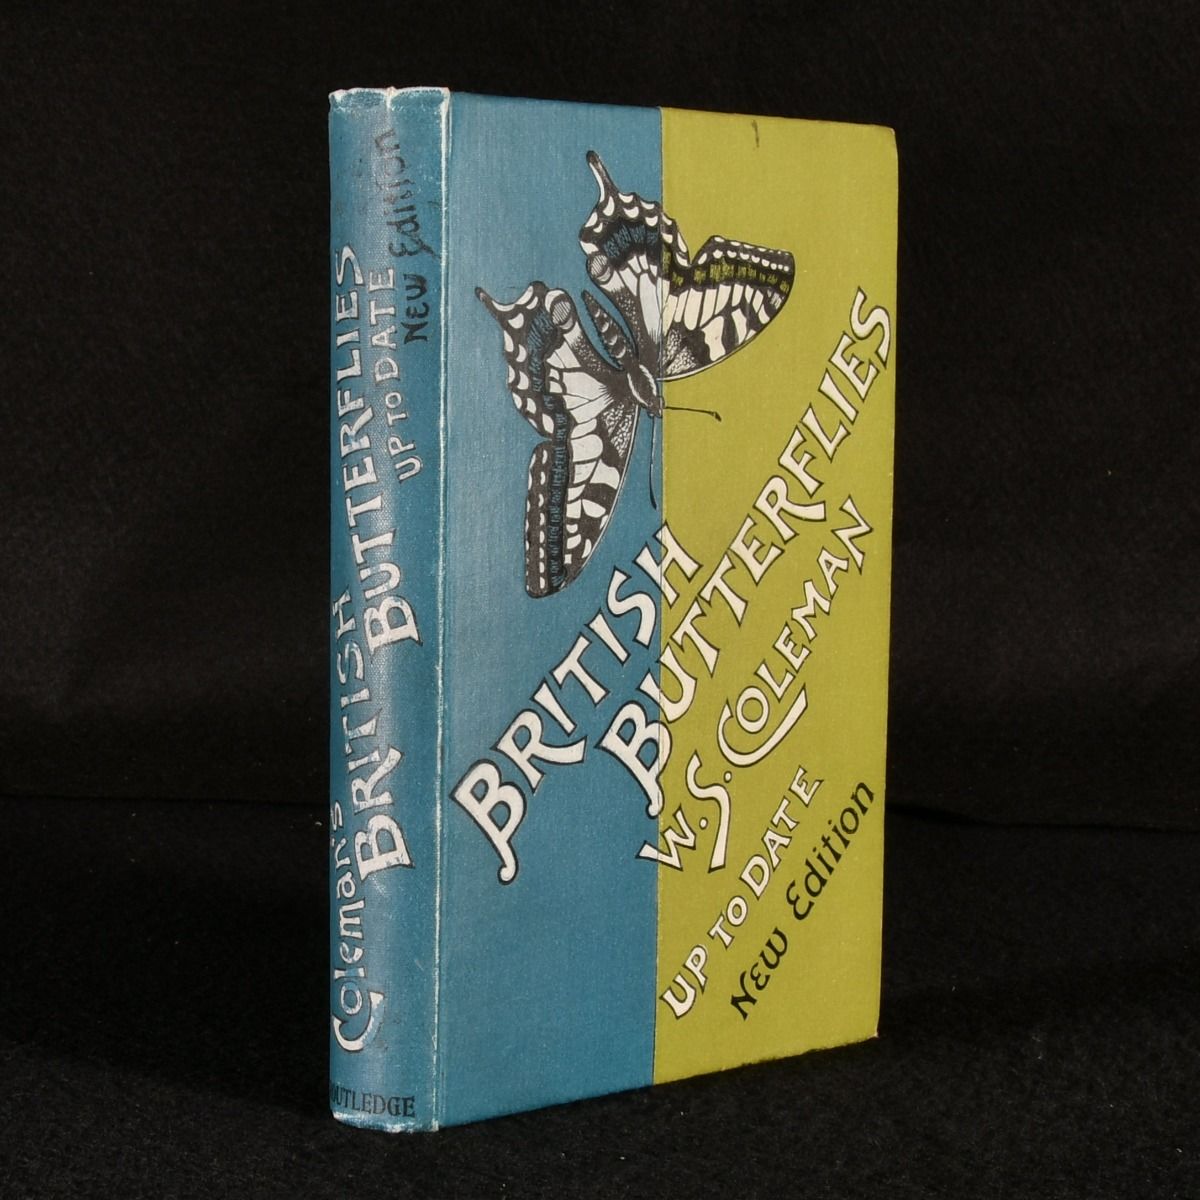 Coleman's
BRITISH
BUTTERFLIES
UP TO DATE
New Edition
ROUTLEDGE
BRITISH
BUTTERFLIES
W. S. COLEMAN
UP TO DATE
New Edition